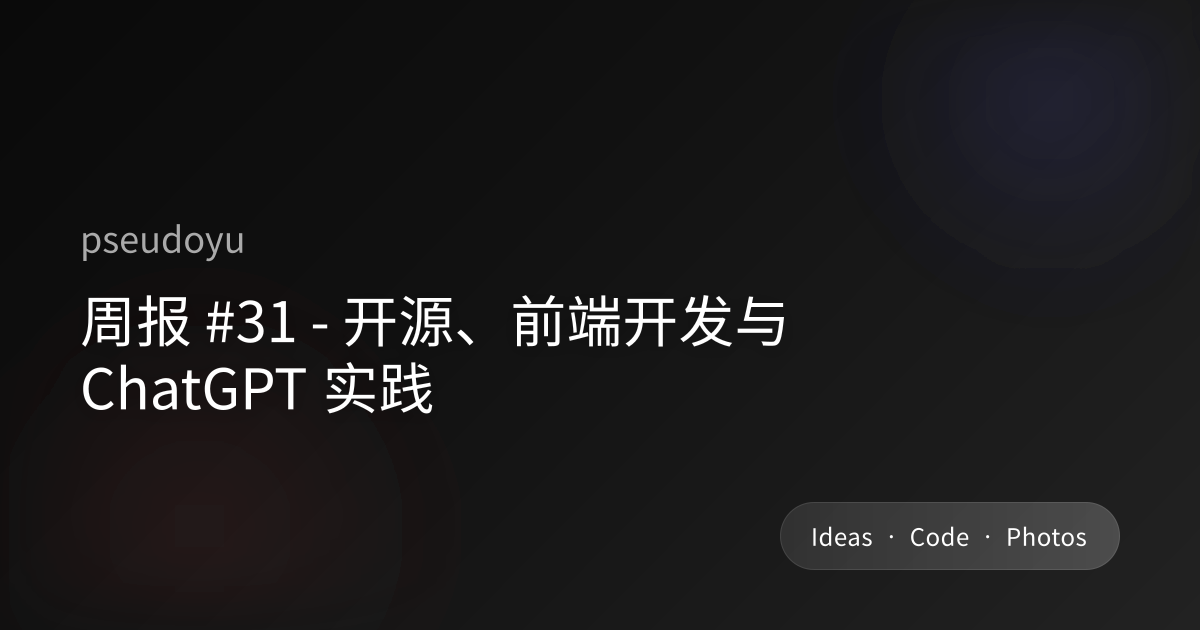 pseudoyu
周报 #31 - 开源、前端开发与
ChatGPT 实践
Ideas · Code · Photos